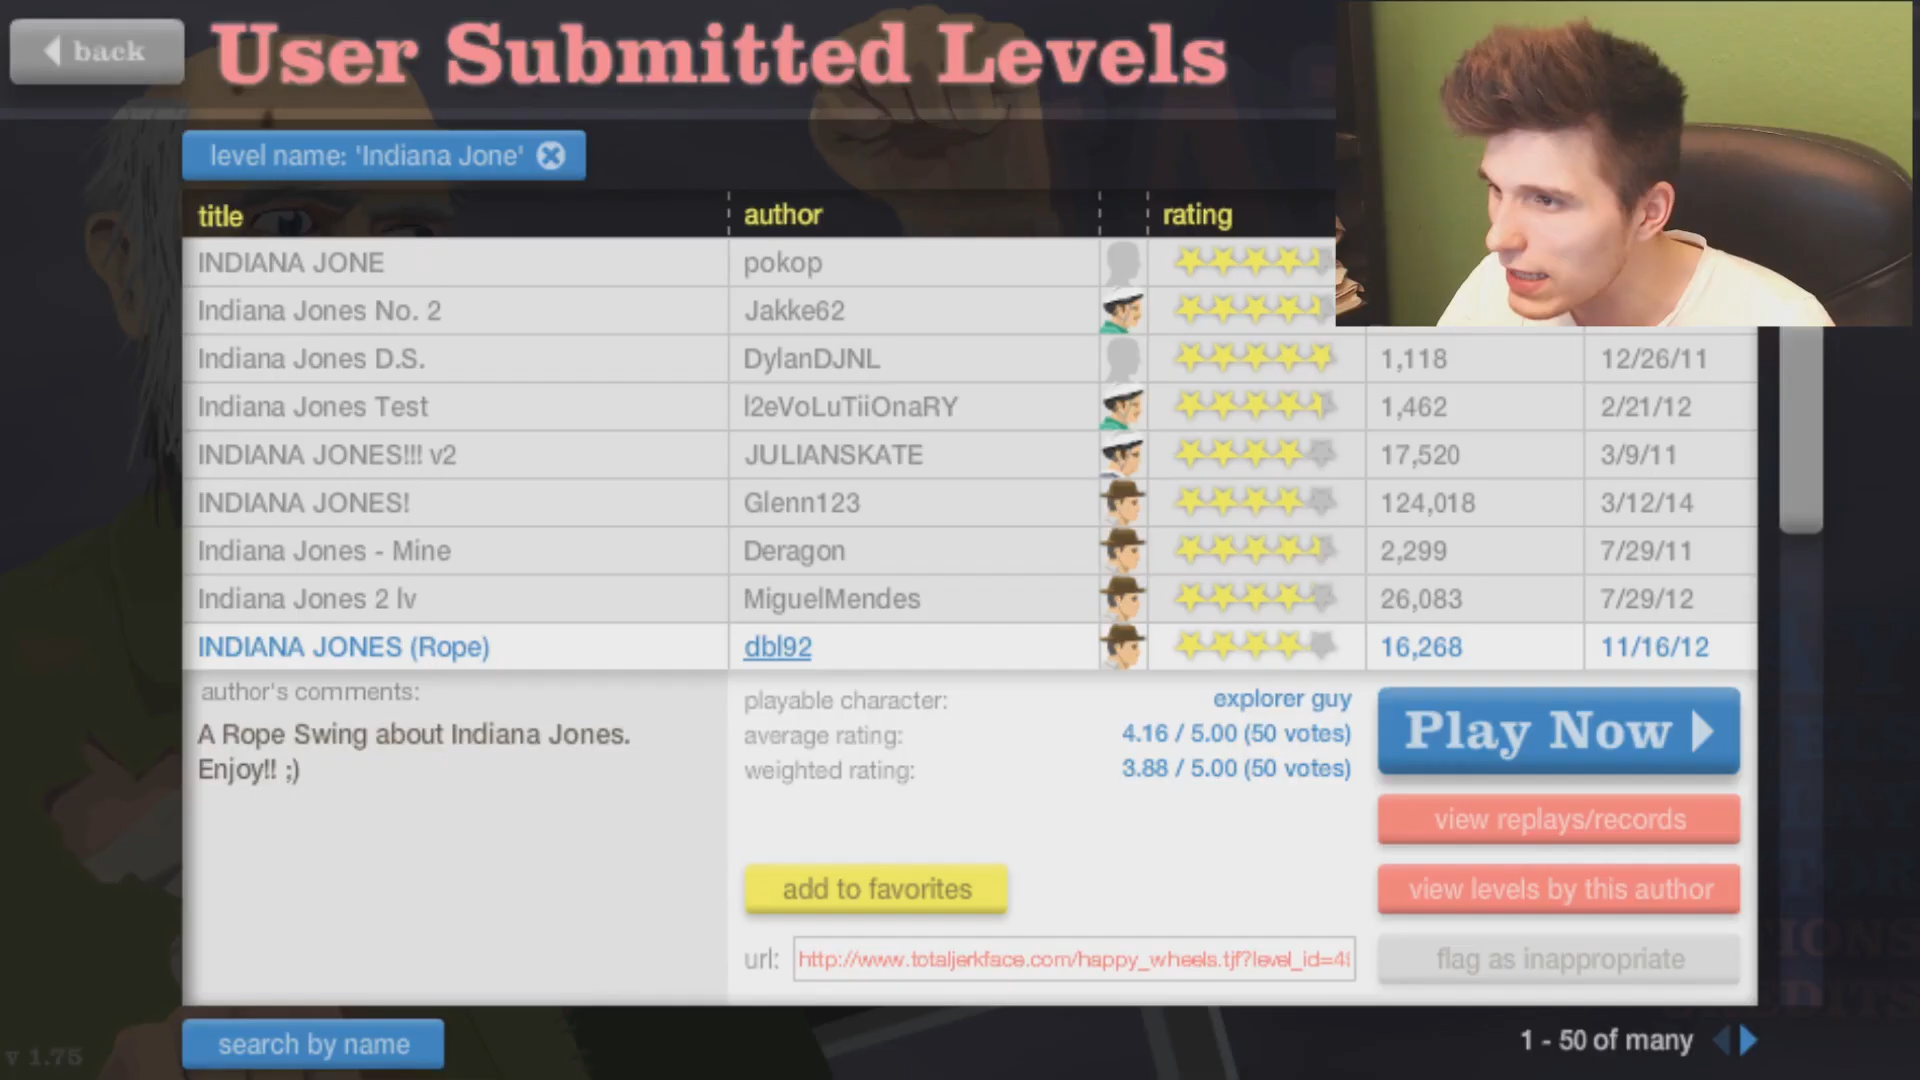 back
User Submitted Levels
level name: 'Indiana Jone'
title author rating
INDIANA JONE pokop
Indiana Jones No. 2 Jakke62
Indiana Jones D.S. DylanDJNL 1,118 12/26/11
Indiana Jones Test l2eVoLuTiiOnaRY 1,462 2/21/12
INDIANA JONES!!! v2 JULIANSKATE 17,520 3/9/11
INDIANA JONES! Glenn123 124,018 3/12/14
Indiana Jones - Mine Deragon 2,299 7/29/11
Indiana Jones 2 lv MiguelMendes 26,083 7/29/12
INDIANA JONES (Rope) dbl92 16,268 11/16/12
author's comments:
A Rope Swing about Indiana Jones.
Enjoy!! ;)
playable character: explorer guy
average rating: 4.16 / 5.00 (50 votes)
weighted rating: 3.88 / 5.00 (50 votes)
Play Now
view replays/records
add to favorites
view levels by this author
url: http://www.totaljerkface.com/happy_wheels.tjf?level_id=4
flag as inappropriate
search by name
1 - 50 of many
v 1.75